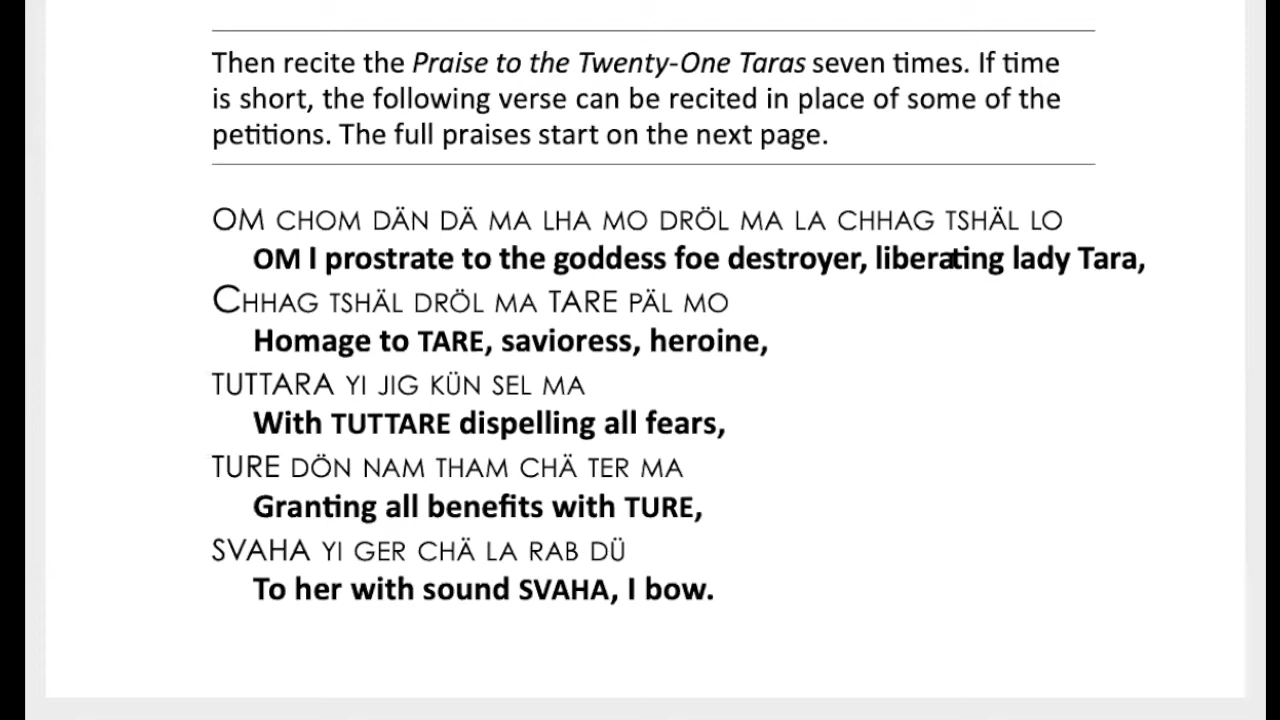 Then recite the Praise to the Twenty-One Taras seven times. If time
is short, the following verse can be recited in place of some of the
petitions. The full praises start on the next page.
OM CHOM DÄN DÄ MA LHA MO DRÖL MA LA CHHAG TSHÄL LO
OM I prostrate to the goddess foe destroyer, liberating lady Tara,
CHHAG TSHÄL DRÖL MA TARE PÄL MO
Homage to TARE, savioress, heroine,
TUTTARA YI JIG KÜN SEL MA
With TUTTARE dispelling all fears,
TURE DÖN NAM THAM CHÄ TER MA
Granting all benefits with TURE,
SVAHA YI GER CHÄ LA RAB DÜ
To her with sound SVAHA, I bow.